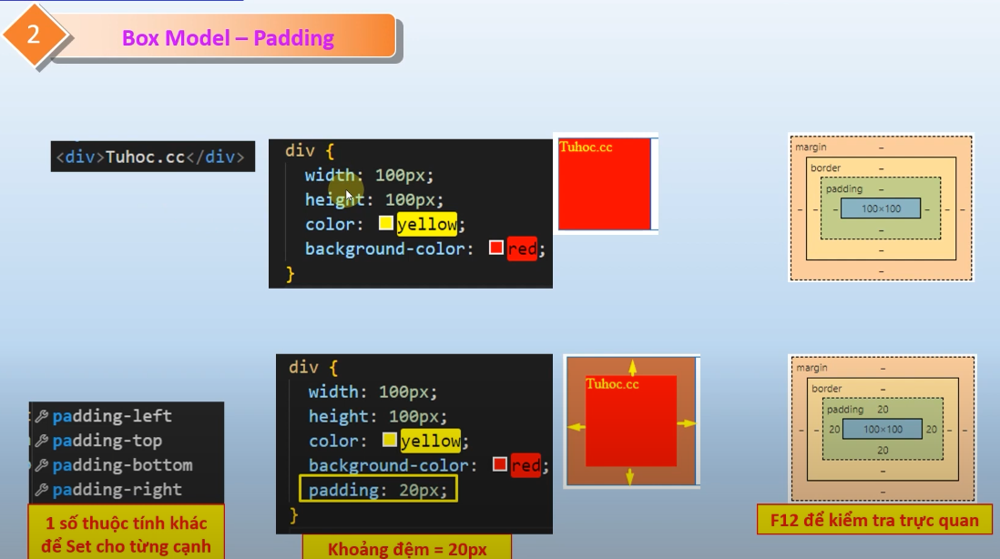 2
Box Model – Padding
<div>Tuhoc.cc</div>
div {
width: 100px;
height: 100px;
color: yellow;
background-color: red;
}
Tuhoc.cc
margin –
border –
padding –
– – – 100×100 – – –
–
–
–
padding-left
padding-top
padding-bottom
padding-right
1 số thuộc tính khác
để Set cho từng cạnh
div {
width: 100px;
height: 100px;
color: yellow;
background-color: red;
padding: 20px;
}
Khoảng đệm = 20px
Tuhoc.cc
margin –
border –
padding 20
– – 20 100×100 20 – –
20
–
–
F12 để kiểm tra trực quan